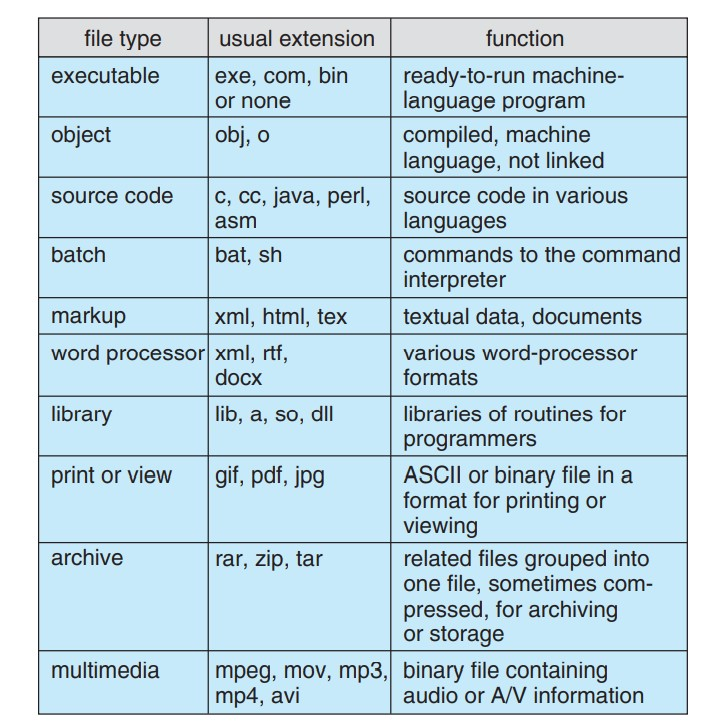 file type usual extension function
executable exe, com, bin ready-to-run machine-
or none language program
object obj, o compiled, machine
language, not linked
source code c, cc, java, perl, source code in various
asm languages
batch bat, sh commands to the command
interpreter
markup xml, html, tex textual data, documents
word processor xml, rtf, various word-processor
docx formats
library lib, a, so, dll libraries of routines for
programmers
print or view gif, pdf, jpg ASCII or binary file in a
format for printing or
viewing
archive rar, zip, tar related files grouped into
one file, sometimes com-
pressed, for archiving
or storage
multimedia mpeg, mov, mp3, binary file containing
mp4, avi audio or A/V information